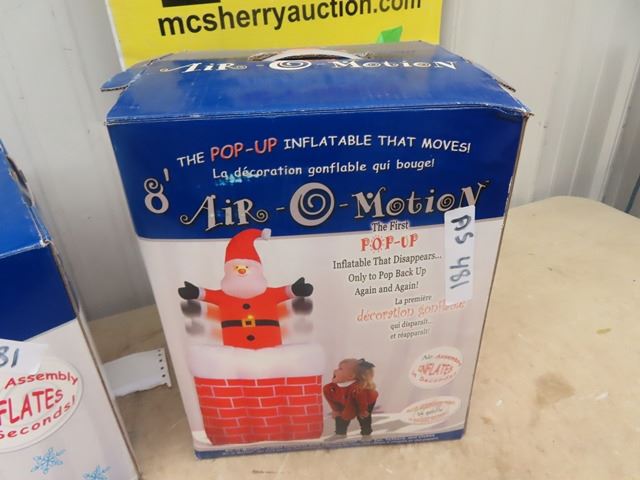 mcsherryauction.com
AiR-O-MotioN
THE POP-UP INFLATABLE THAT MOVES!
La décoration gonflable qui bouge!
8' AiR-O-MotioN
The First
POP-UP
Inflatable That Disappears...
Only to Pop Back Up
Again and Again!
La première
décoration gonflable
qui disparaît...
et réapparaît!
AS 481
No Assembly
INFLATES
in Seconds!
81
Assembly
FLATES
Seconds!